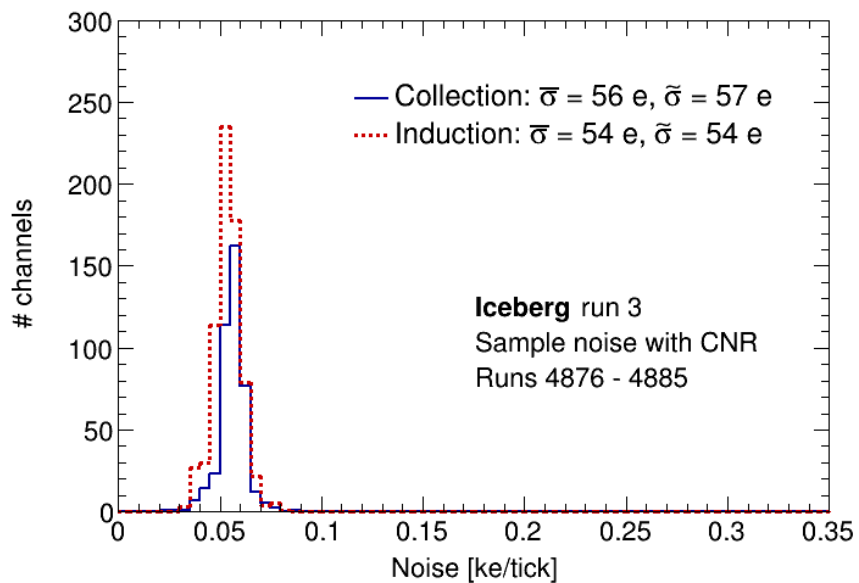 300
250
200
150
100
50
0
# channels
Collection: σ̅ = 56 e, σ̃ = 57 e
Induction: σ̅ = 54 e, σ̃ = 54 e
Iceberg run 3
Sample noise with CNR
Runs 4876 - 4885
0 0.05 0.1 0.15 0.2 0.25 0.3 0.35
Noise [ke/tick]